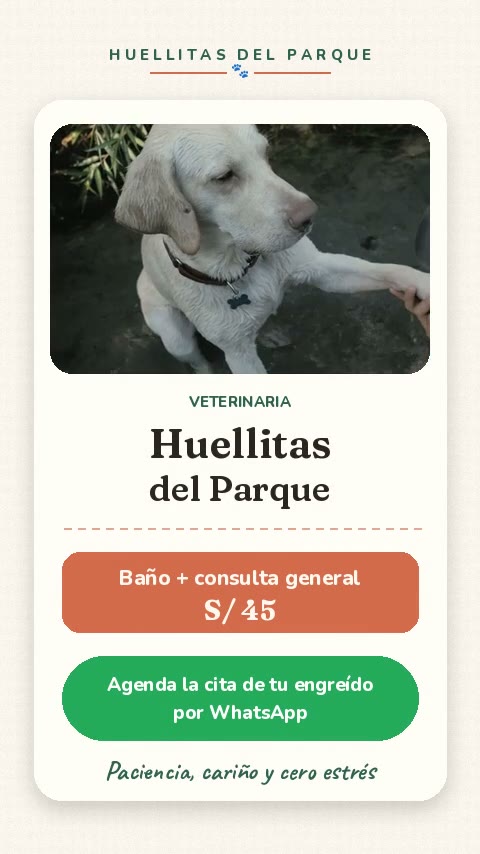 HUELLITAS DEL PARQUE
VETERINARIA
Huellitas
del Parque
Baño + consulta general
S/ 45
Agenda la cita de tu engreído
por WhatsApp
Paciencia, cariño y cero estrés